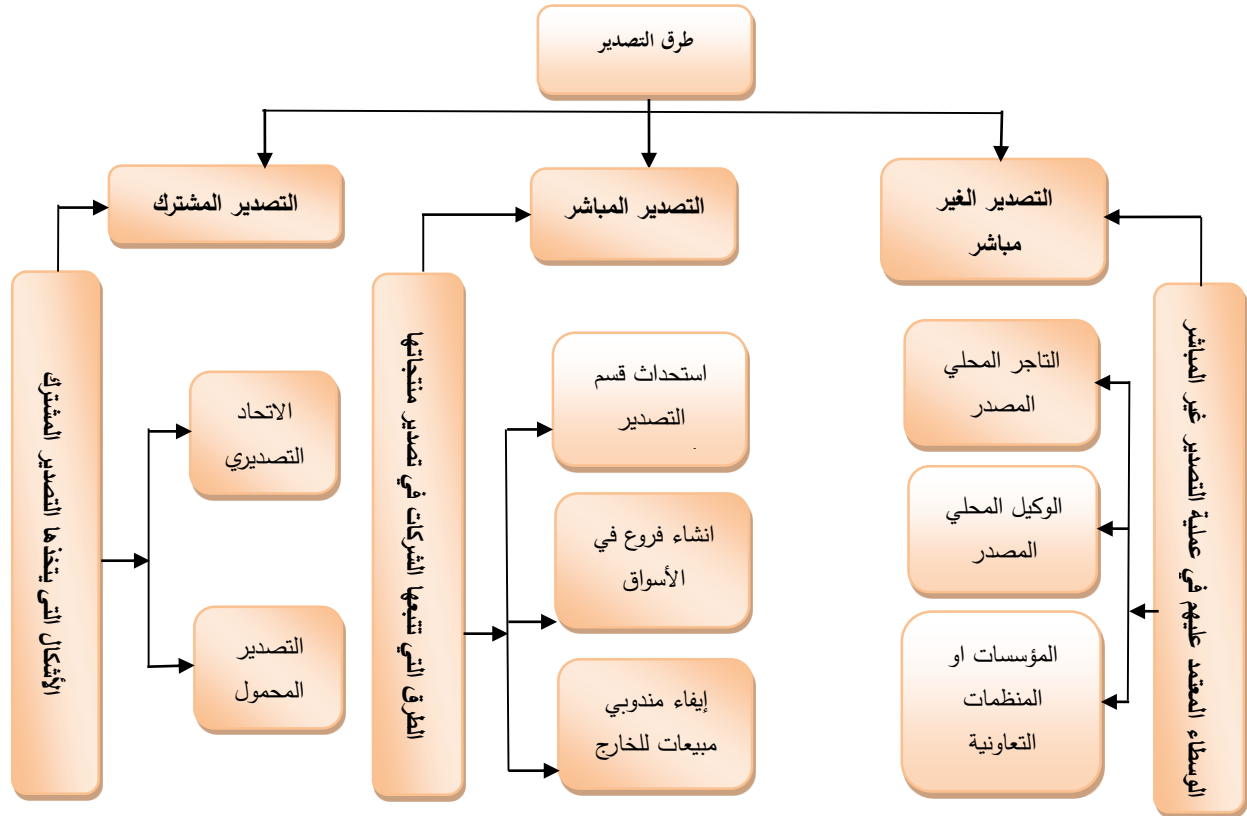 طرق التصدير
التصدير الغير
مباشر
التصدير المباشر
التصدير المشترك
الوسطاء المعتمد عليهم في عملية التصدير غير المباشر
التاجر المحلي
المصدر
الوكيل المحلي
المصدر
المؤسسات او
المنظمات
التعاونية
الطرق التي تتبعها الشركات في تصدير منتجاتها
استحداث قسم
التصدير
انشاء فروع في
الأسواق
إيفاء مندوبي
مبيعات للخارج
الأشكال التي يتخذها التصدير المشترك
الاتحاد
التصديري
التصدير
المحمول